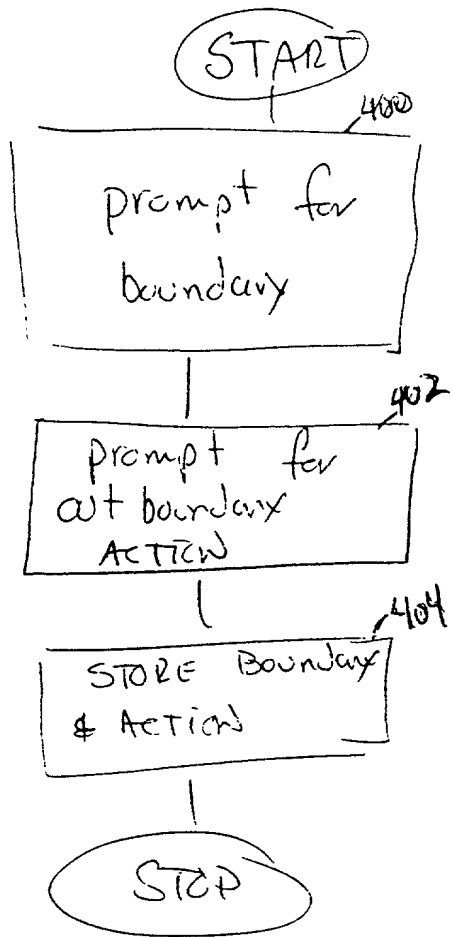 START
400
prompt for
boundary
402
prompt for
at boundary
ACTION
404
STORE Boundary
& ACTION
STOP